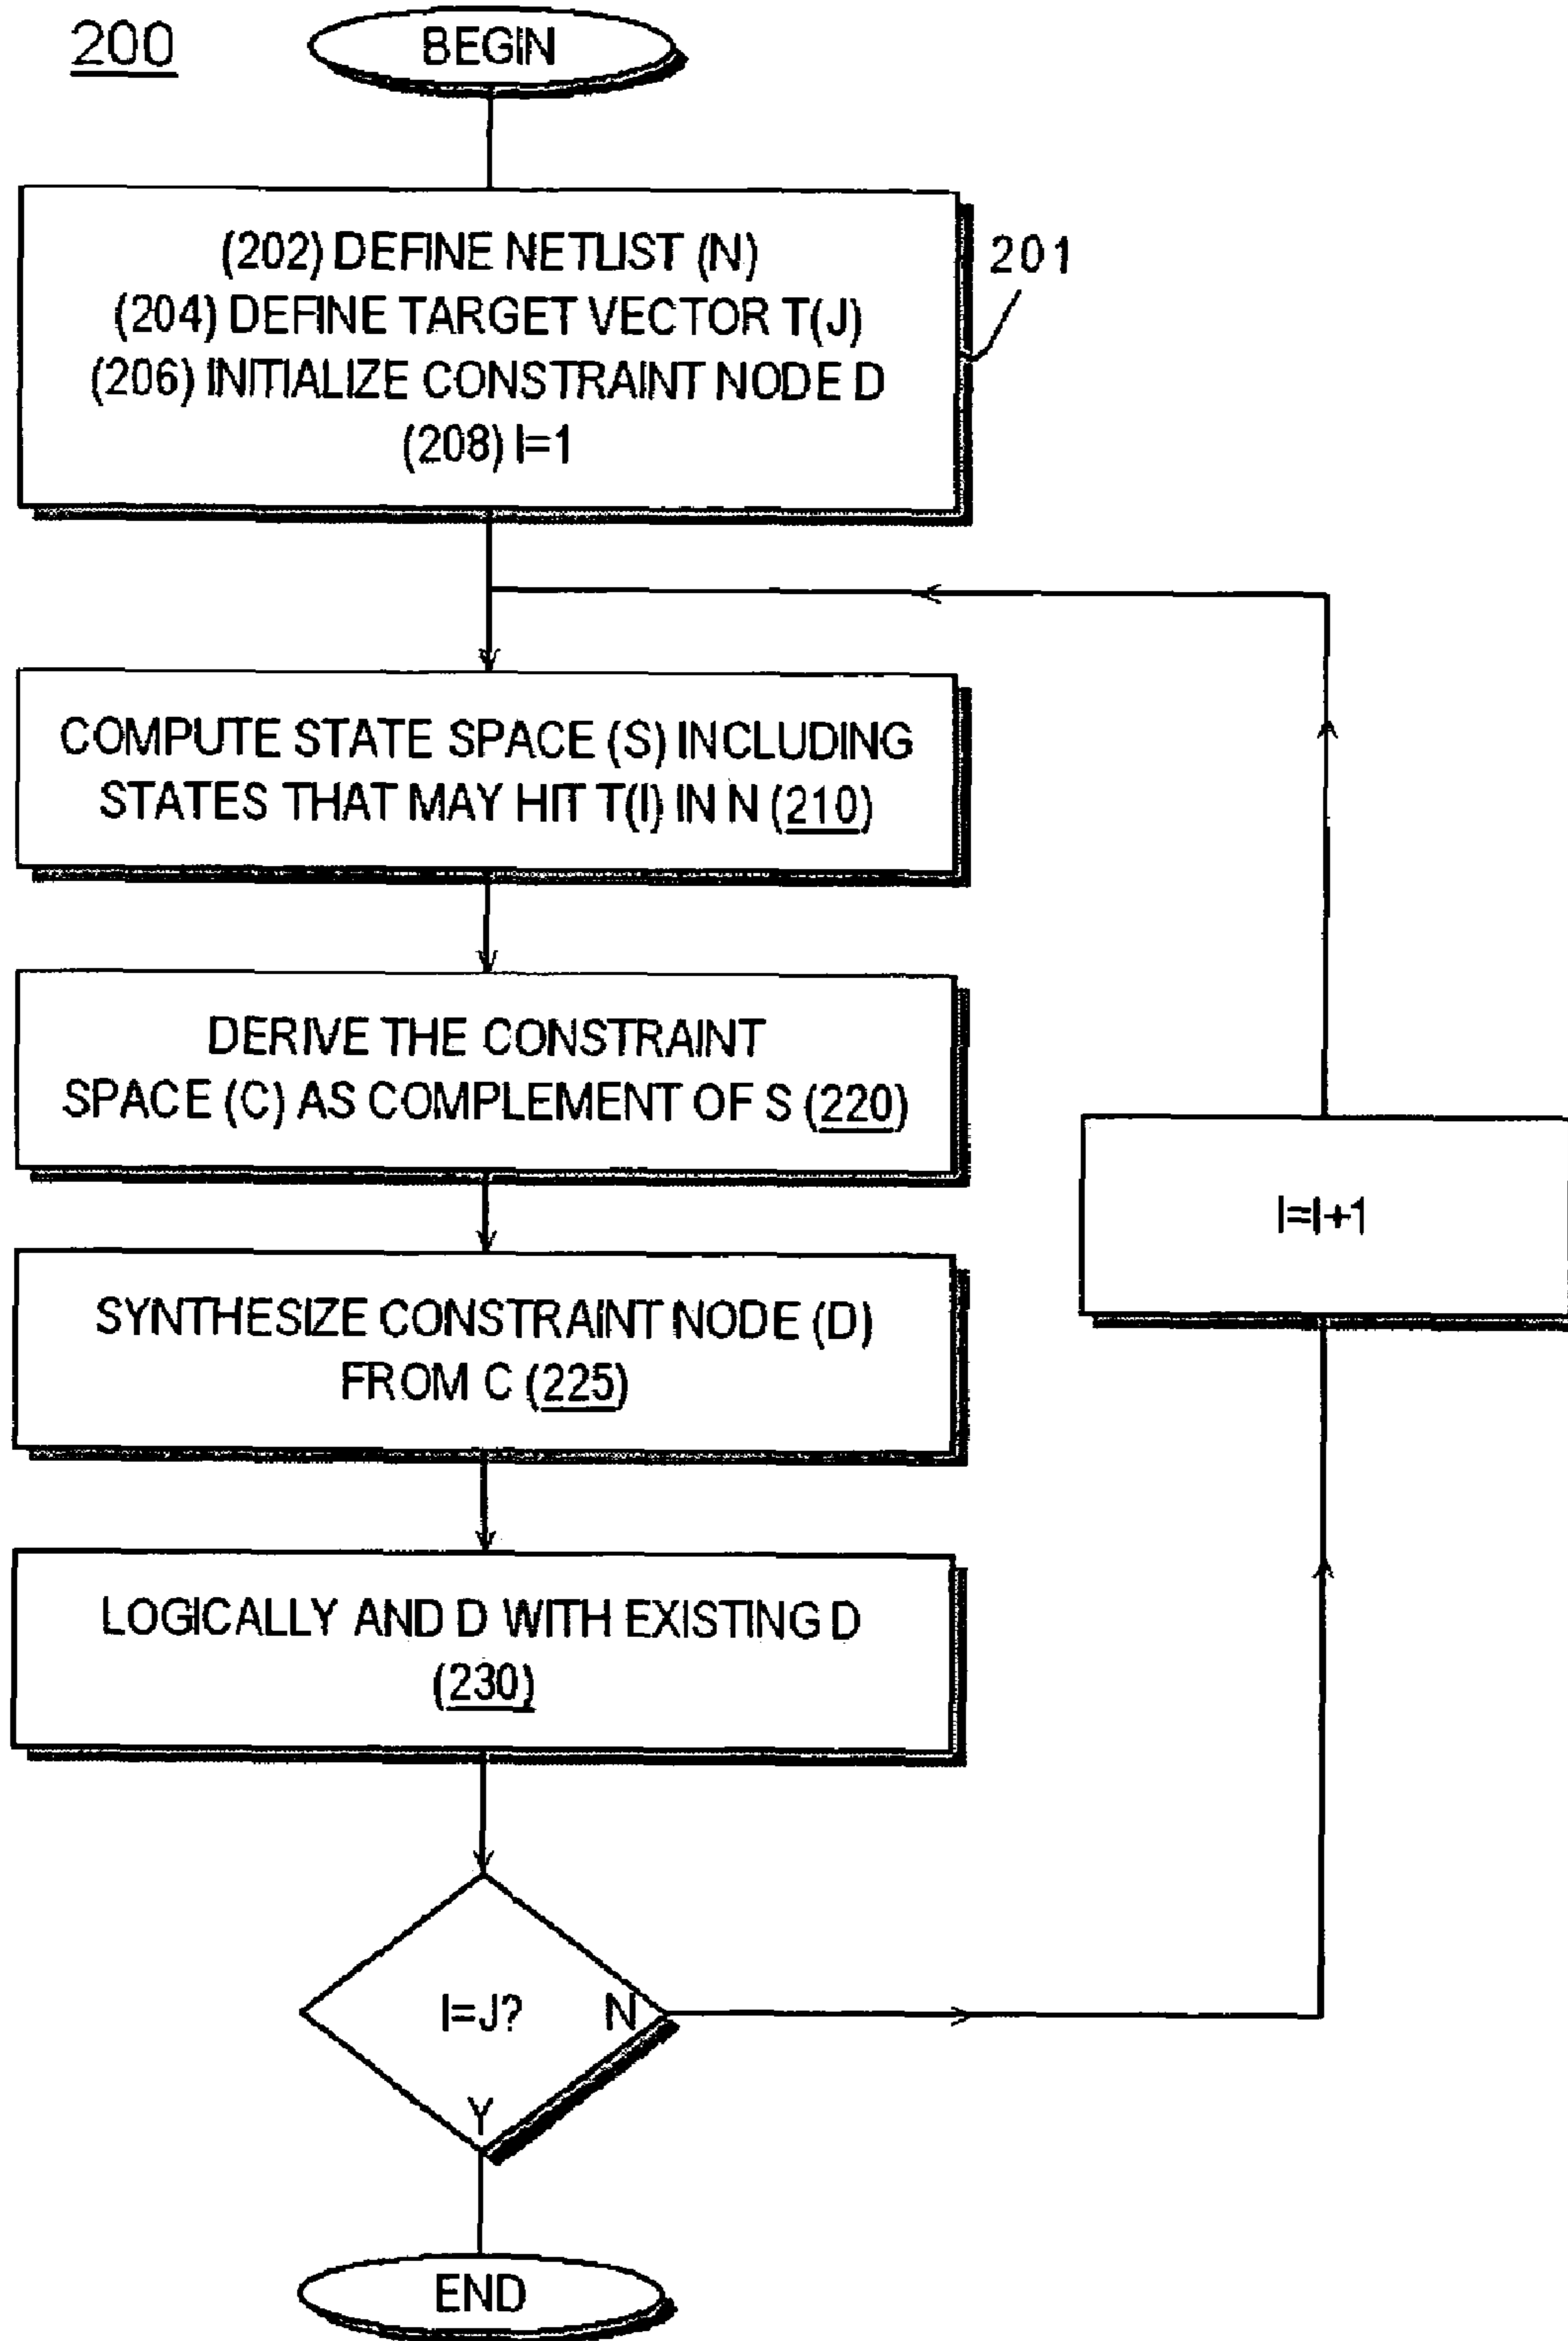 200
BEGIN
(202) DEFINE NETLIST (N)
(204) DEFINE TARGET VECTOR T(J)
(206) INITIALIZE CONSTRAINT NODE D
(208) I=1
201
COMPUTE STATE SPACE (S) INCLUDING
STATES THAT MAY HIT T(I) IN N (210)
DERIVE THE CONSTRAINT
SPACE (C) AS COMPLEMENT OF S (220)
I=I+1
SYNTHESIZE CONSTRAINT NODE (D)
FROM C (225)
LOGICALLY AND D WITH EXISTING D
(230)
I=J?
N
Y
END